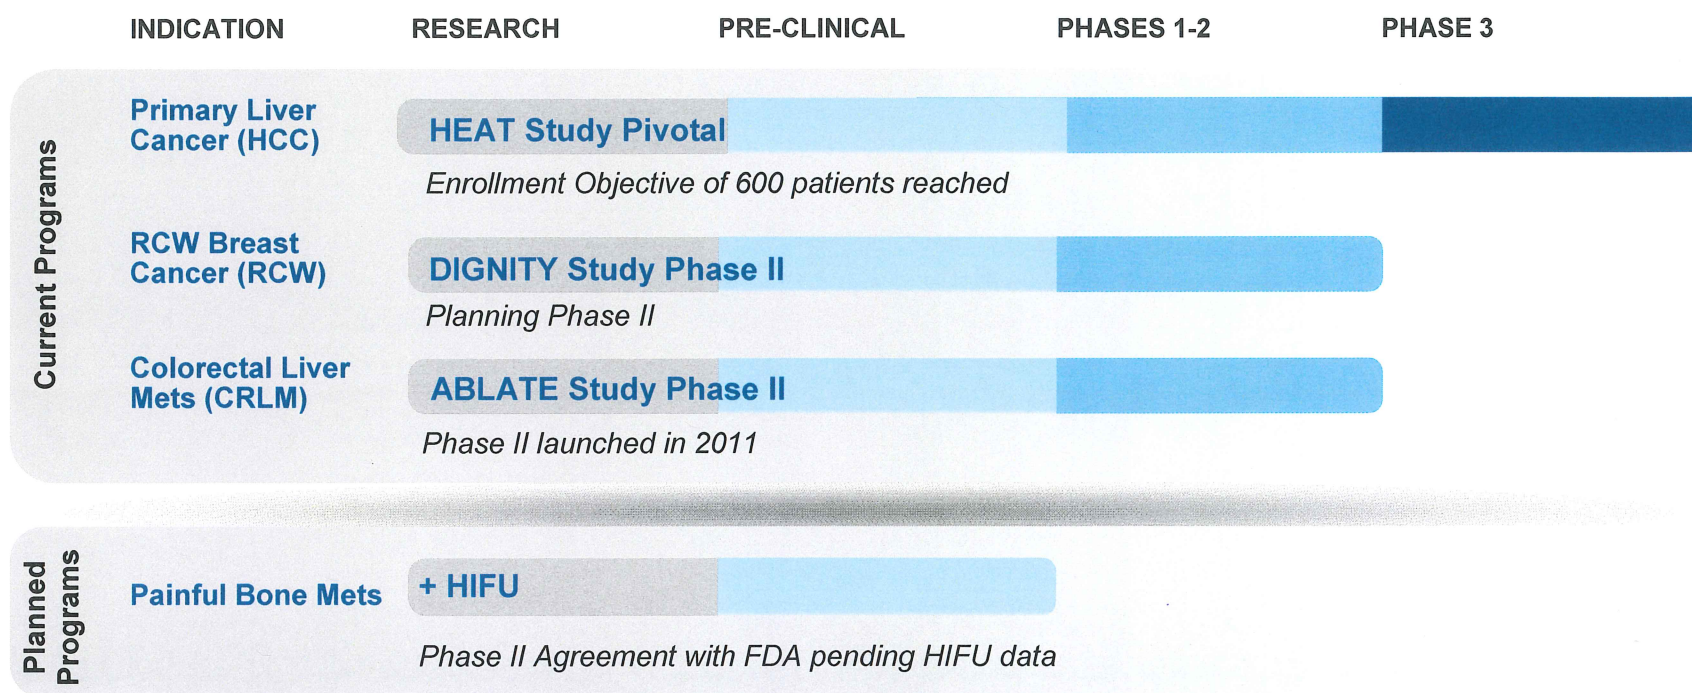 INDICATION RESEARCH PRE-CLINICAL PHASES 1-2 PHASE 3
Current Programs
Primary Liver
Cancer (HCC)
HEAT Study Pivotal
Enrollment Objective of 600 patients reached
RCW Breast
Cancer (RCW)
DIGNITY Study Phase II
Planning Phase II
Colorectal Liver
Mets (CRLM)
ABLATE Study Phase II
Phase II launched in 2011
Planned
Programs
Painful Bone Mets
+ HIFU
Phase II Agreement with FDA pending HIFU data